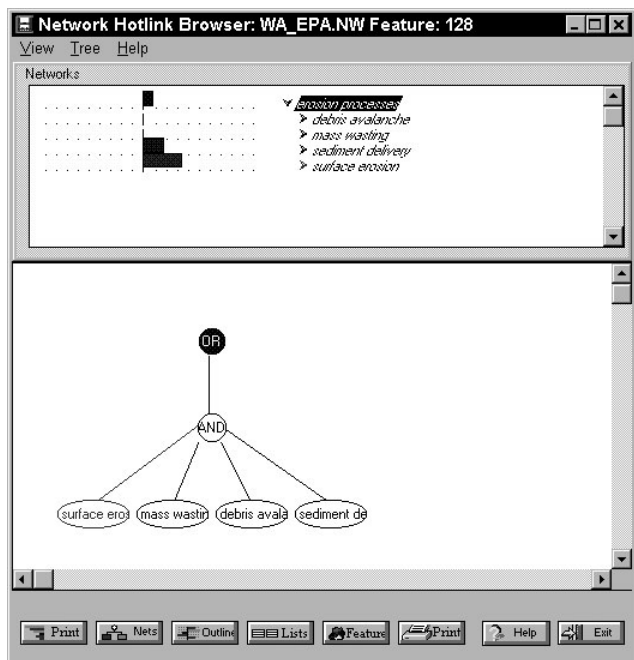 Network Hotlink Browser: WA_EPA.NW Feature: 128
View Tree Help
Networks
erosion processes
debris avalanche
mass wasting
sediment delivery
surface erosion
OR
AND
surface eros
mass wastin
debris avala
sediment de
Print Nets Outline Lists Feature Print Help Exit